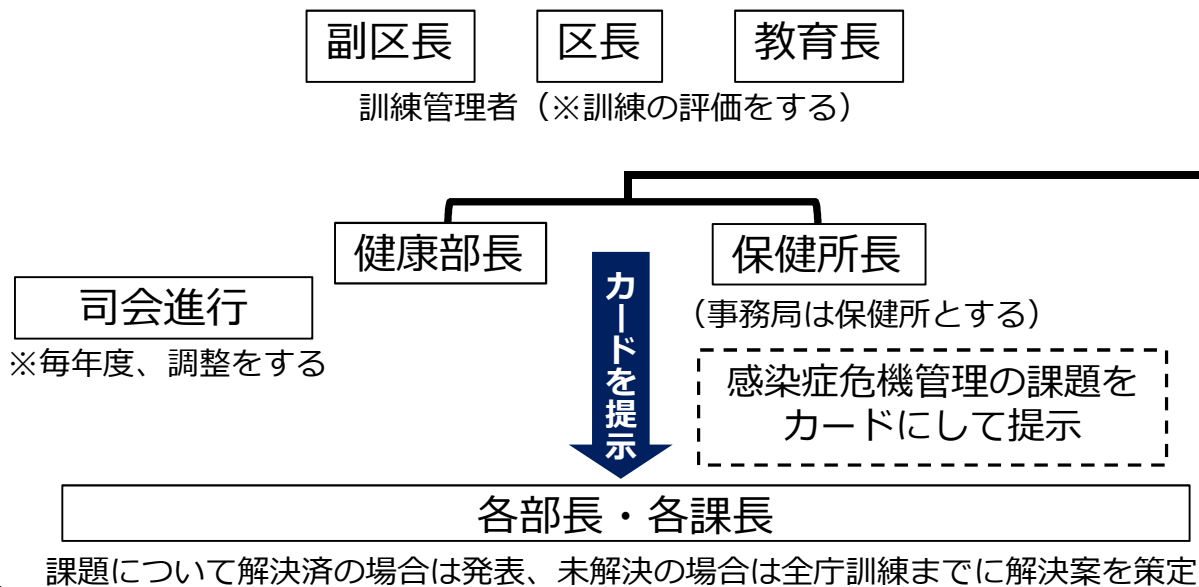 副区長
区長
教育長
訓練管理者（※訓練の評価をする）
健康部長
保健所長
司会進行
※毎年度、調整をする
カードを提示
（事務局は保健所とする）
感染症危機管理の課題を
カードにして提示
各部長・各課長
課題について解決済の場合は発表、未解決の場合は全庁訓練までに解決案を策定